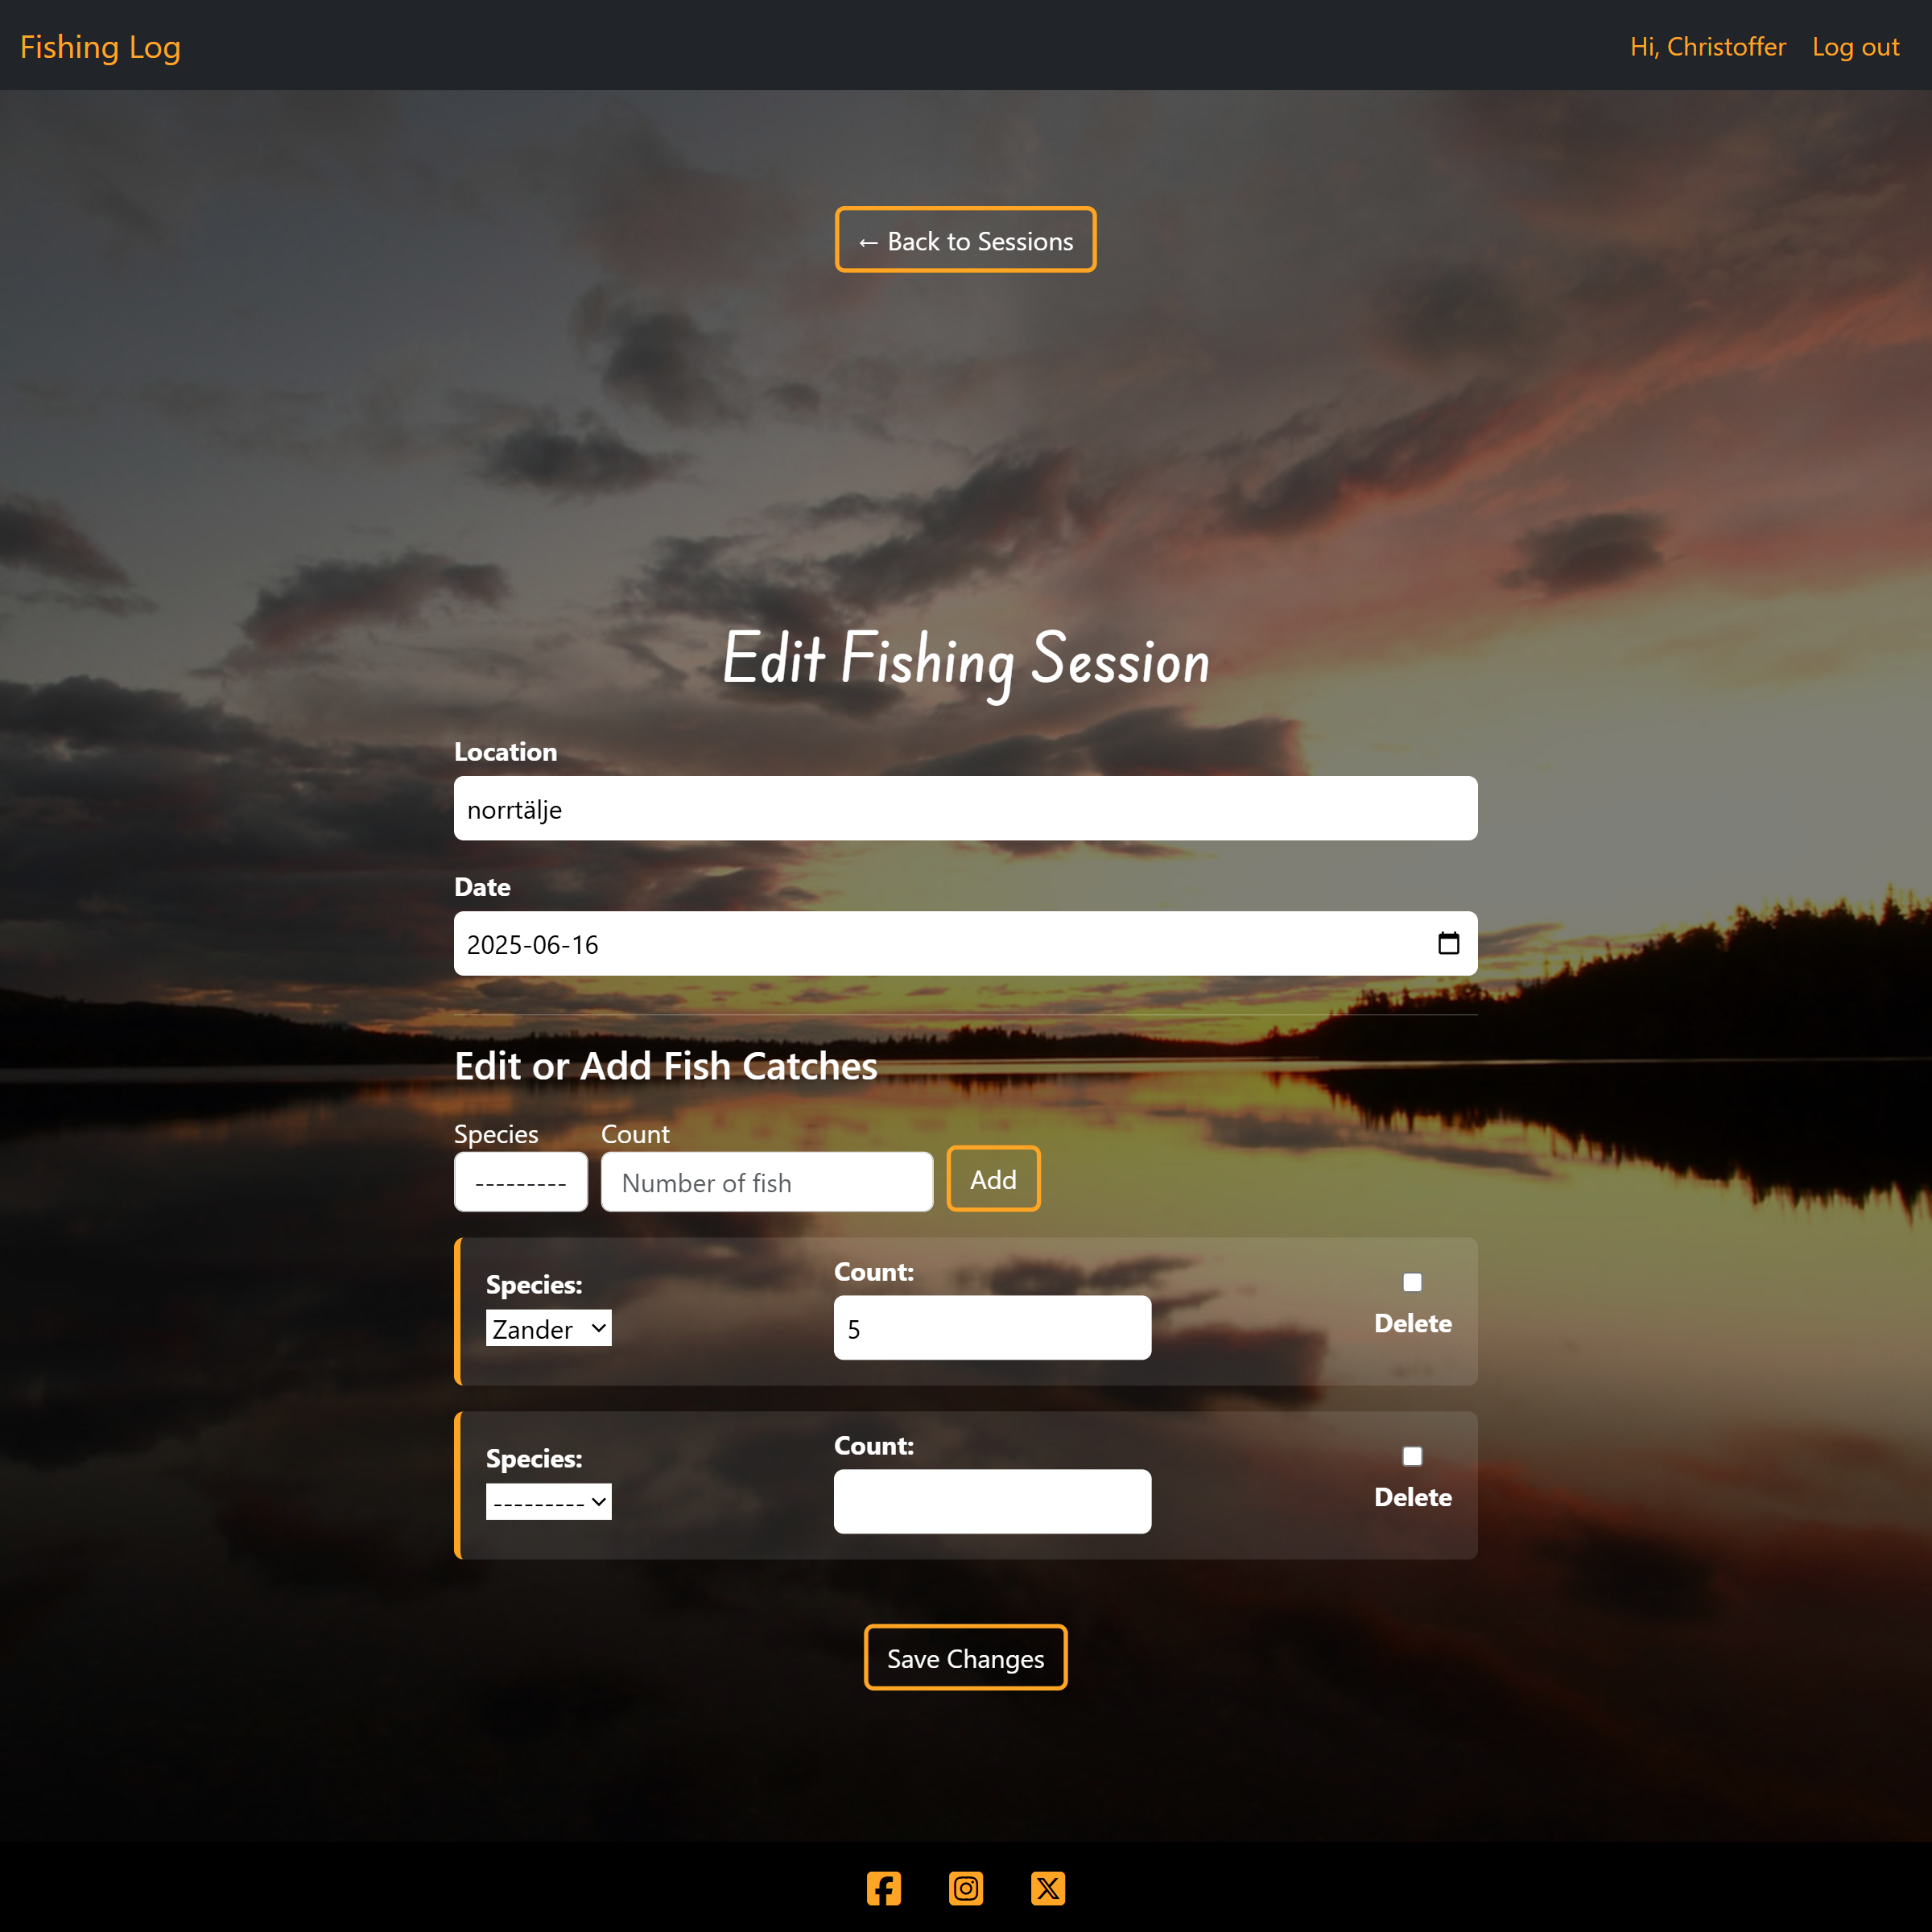 Fishing Log
Hi, Christoffer Log out
← Back to Sessions
Edit Fishing Session
Location
norrtälje
Date
2025-06-16
Edit or Add Fish Catches
Species Count
--------- Number of fish Add
Species: Count: 
Zander 5 Delete
Species: Count:
--------- Delete
Save Changes